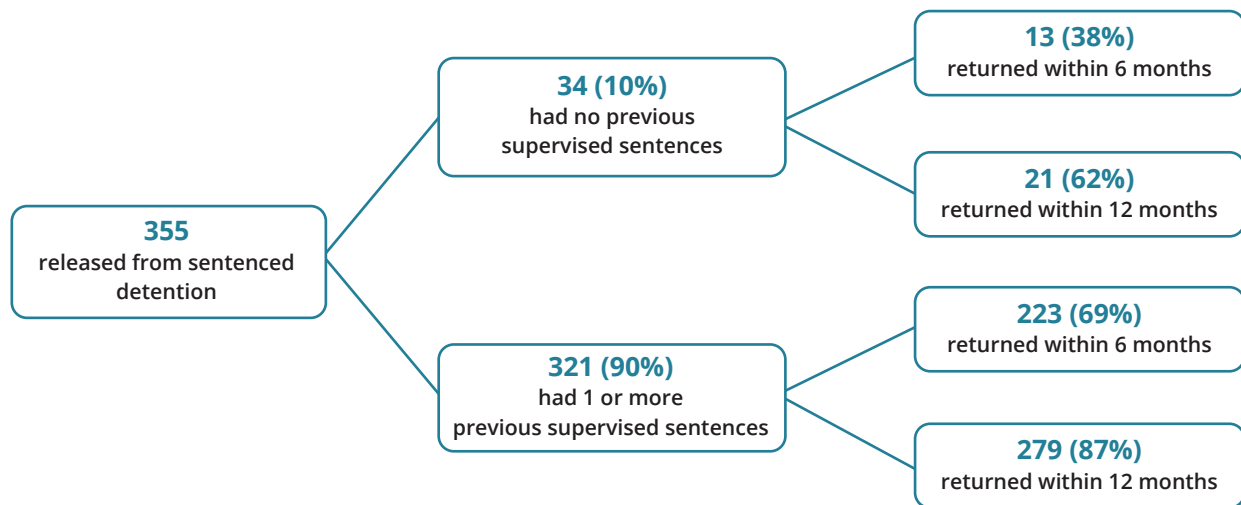 355
released from sentenced
detention
34 (10%)
had no previous
supervised sentences
13 (38%)
returned within 6 months
21 (62%)
returned within 12 months
321 (90%)
had 1 or more
previous supervised sentences
223 (69%)
returned within 6 months
279 (87%)
returned within 12 months